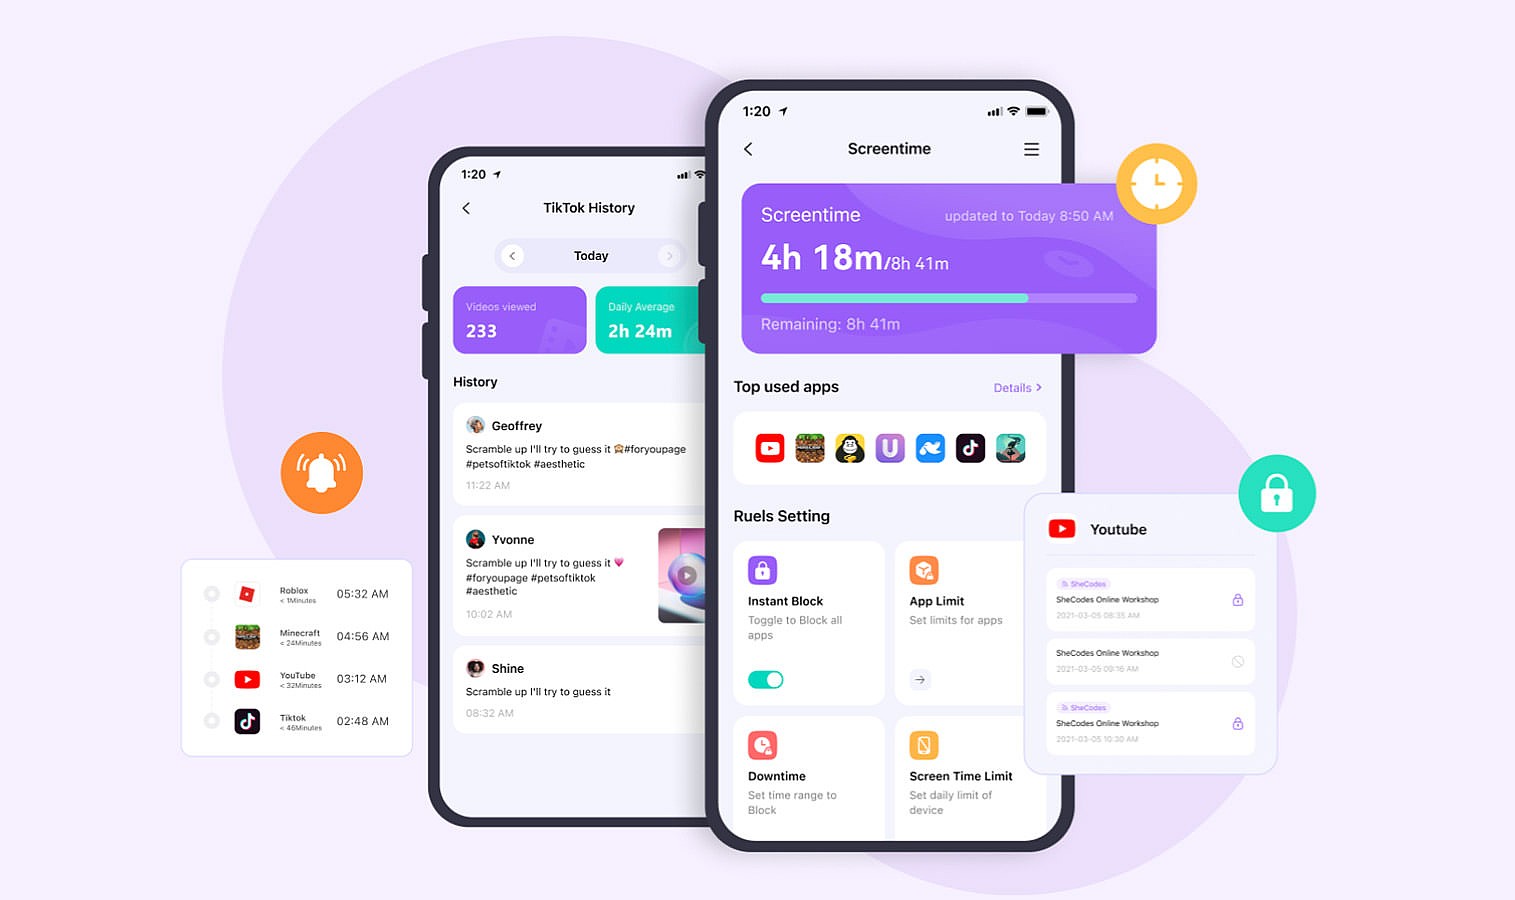 1:20
TikTok History
Today
Videos viewed
233
Daily Average
2h 24m
History
Geoffrey
Scramble up I'll try to guess it 🙈#foryoupage
#petsoftiktok #aesthetic
11:22 AM
Yvonne
Scramble up I'll try to guess it 💗
#foryoupage #petsoftiktok
#aesthetic
10:02 AM
Shine
Scramble up I'll try to guess it
08:32 AM
Roblox
< 1Minutes
05:32 AM
Minecraft
< 24Minutes
04:56 AM
YouTube
< 32Minutes
03:12 AM
Tiktok
< 46Minutes
02:48 AM
1:20
Screentime
Screentime
updated to Today 8:50 AM
4h 18m/8h 41m
Remaining: 8h 41m
Top used apps
Details
MINECRAFT
U
Ruels Setting
Instant Block
Toggle to Block all
apps
App Limit
Set limits for apps
Downtime
Set time range to
Block
Screen Time Limit
Set daily limit of
device
Youtube
SheCodes
SheCodes Online Workshop
2021-03-05 08:35 AM
SheCodes Online Workshop
2021-03-05 09:16 AM
SheCodes
SheCodes Online Workshop
2021-03-05 10:30 AM